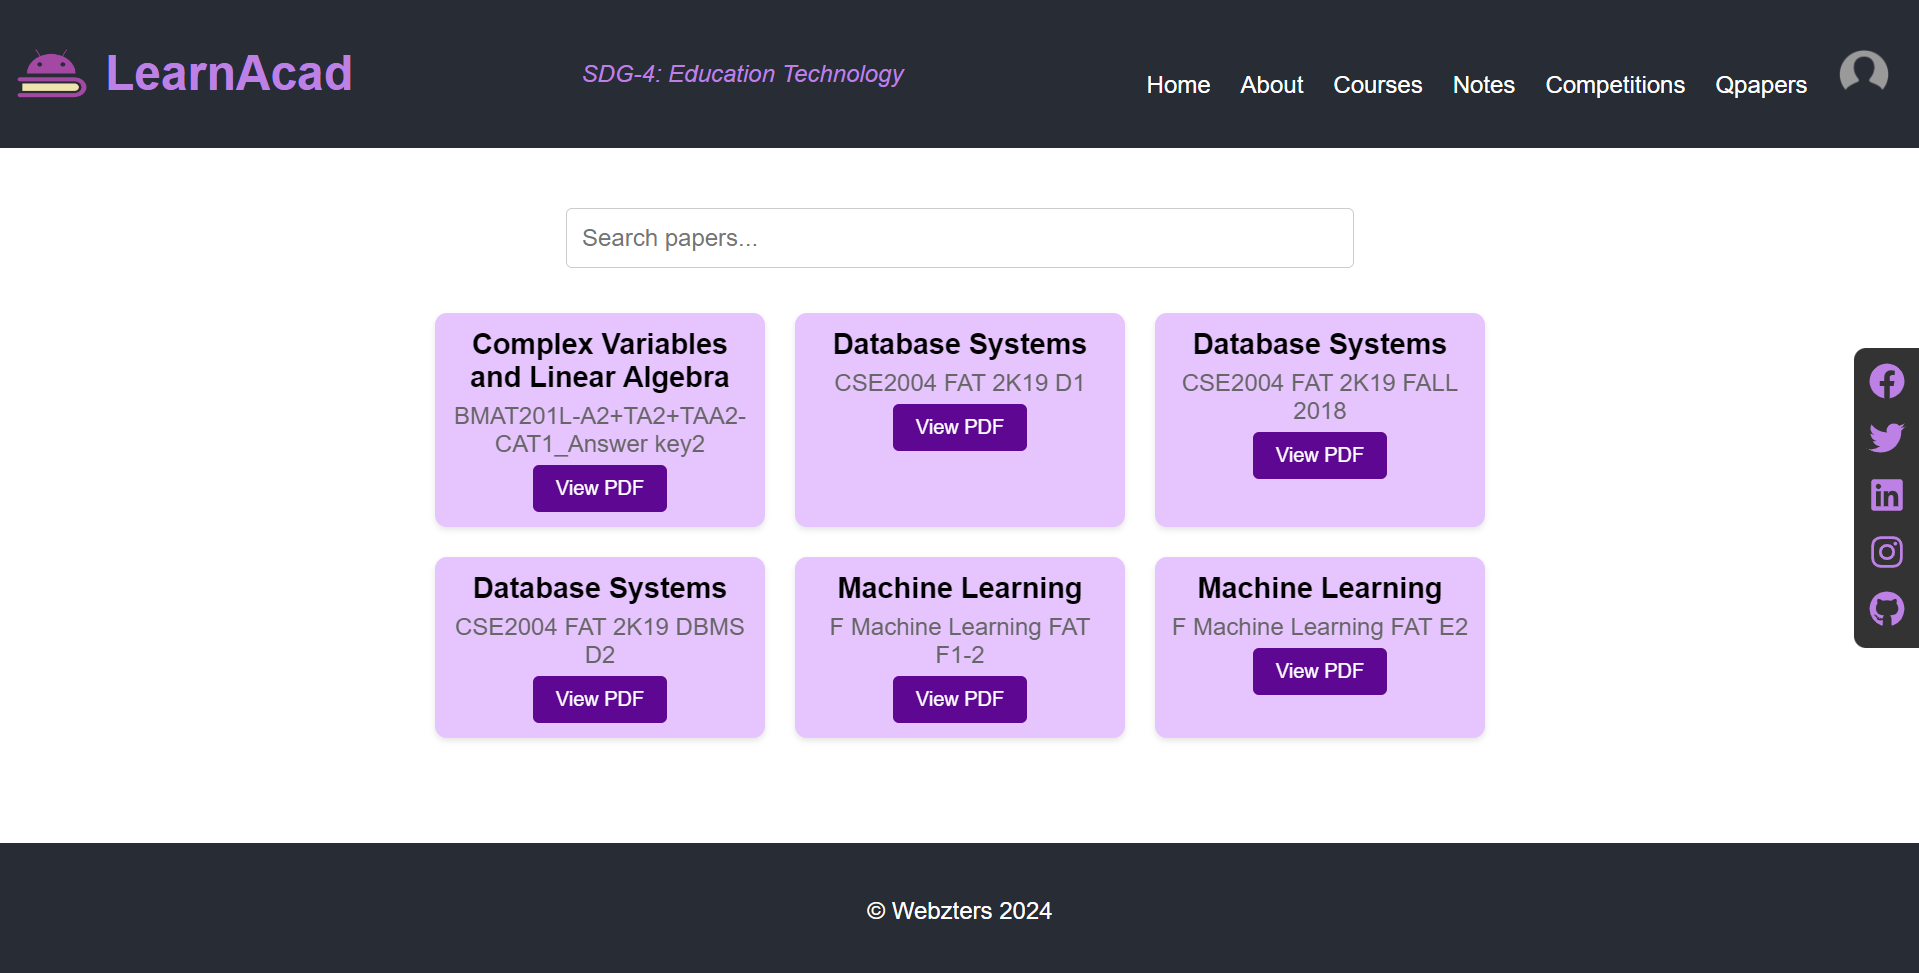 LearnAcad
SDG-4: Education Technology
Home About Courses Notes Competitions Qpapers
Search papers...
Complex Variables
and Linear Algebra
BMAT201L-A2+TA2+TAA2-
CAT1_Answer key2
View PDF
Database Systems
CSE2004 FAT 2K19 D1
View PDF
Database Systems
CSE2004 FAT 2K19 FALL
2018
View PDF
Database Systems
CSE2004 FAT 2K19 DBMS
D2
View PDF
Machine Learning
F Machine Learning FAT
F1-2
View PDF
Machine Learning
F Machine Learning FAT E2
View PDF
© Webzters 2024